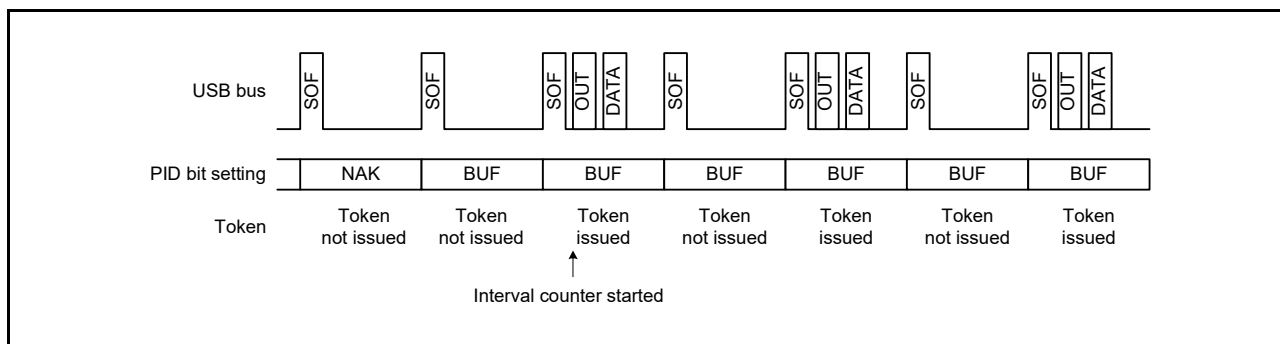 USB bus
SOF SOF SOF OUT DATA SOF SOF OUT DATA SOF SOF OUT DATA
PID bit setting NAK BUF BUF BUF BUF BUF BUF
Token
Token not issued
Token not issued
Token issued
Token not issued
Token issued
Token not issued
Token issued
Interval counter started